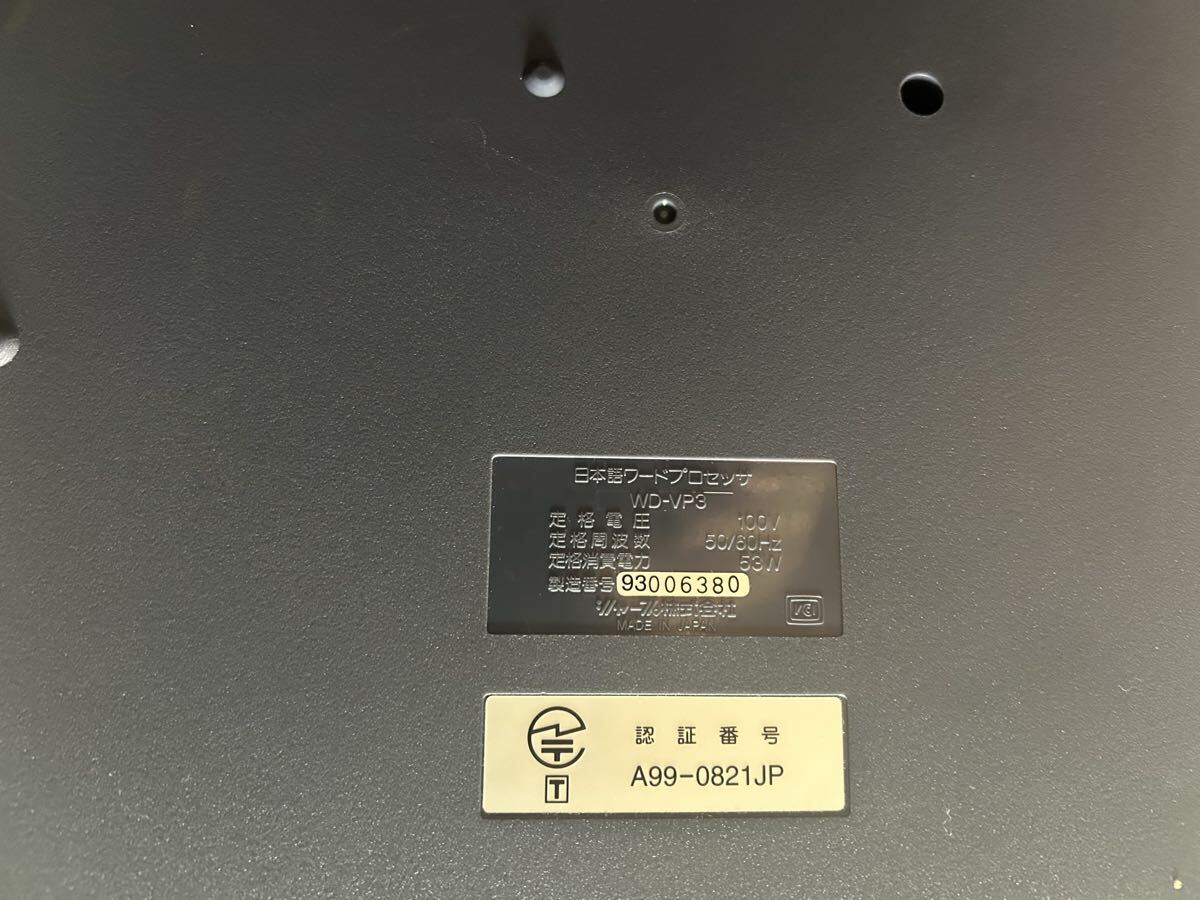 日本語ワードプロセッサ
WD-VP3
定格電圧 100V
定格周波数 50/60Hz
定格消費電力 53W
製造番号 93006380
シャープ株式会社
MADE IN JAPAN
認証番号
T
A99-0821JP